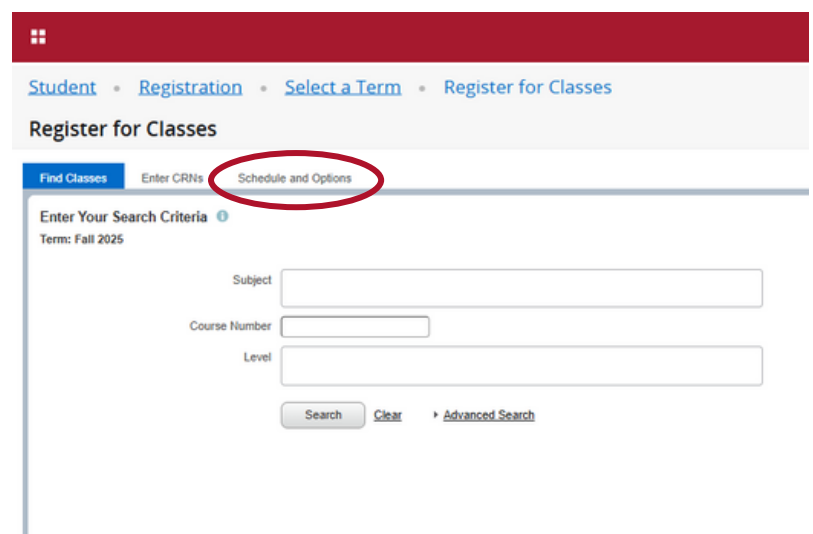 Student • Registration • Select a Term • Register for Classes
Register for Classes
Find Classes Enter CRNs Schedule and Options
Enter Your Search Criteria
Term: Fall 2025
Subject
Course Number
Level
Search Clear Advanced Search